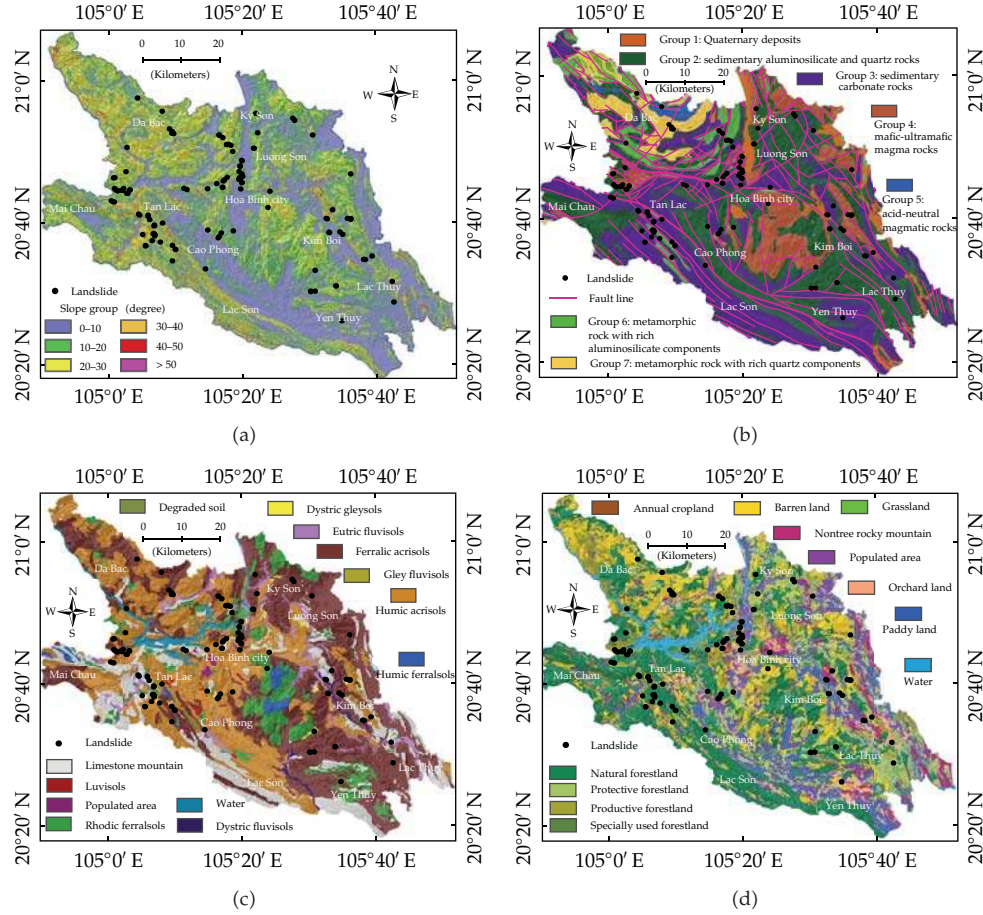 105°0′ E
105°20′ E
105°40′ E
21°0′ N
20°40′ N
20°20′ N
0
10
20
(Kilometers)
N
W
E
S
Da Bac
Ky Son
Luong Son
Mai Chau
Tan Lac
Hoa Binh city
Cao Phong
Kim Boi
Lac Thuy
Lac Son
Yen Thuy
Landslide
Slope group (degree)
0–10
30–40
10–20
40–50
20–30
> 50
21°0′ N
20°40′ N
20°20′ N
105°0′ E
105°20′ E
105°40′ E
(a)
105°0′ E
105°20′ E
105°40′ E
21°0′ N
20°40′ N
20°20′ N
Group 1: Quaternary deposits
Group 2: sedimentary aluminosilicate and quartz rocks
0
10
20
(Kilometers)
Group 3: sedimentary
carbonate rocks
Group 4:
mafic-ultramafic
magma rocks
Group 5:
acid-neutral
magmatic rocks
N
W
E
S
Da Bac
Ky Son
Luong Son
Mai Chau
Tan Lac
Hoa Binh city
Cao Phong
Kim Boi
Lac Thuy
Lac Son
Yen Thuy
Landslide
Fault line
Group 6: metamorphic
rock with rich
aluminosilicate components
Group 7: metamorphic rock with rich quartz components
21°0′ N
20°40′ N
20°20′ N
105°0′ E
105°20′ E
105°40′ E
(b)
105°0′ E
105°20′ E
105°40′ E
21°0′ N
20°40′ N
20°20′ N
Degraded soil
Dystric gleysols
0
10
20
(Kilometers)
Eutric fluvisols
Ferralic acrisols
Gley fluvisols
Humic acrisols
Humic ferralsols
N
W
E
S
Da Bac
Ky Son
Luong Son
Mai Chau
Tan Lac
Hoa Binh city
Cao Phong
Kim Boi
Lac Thuy
Lac Son
Yen Thuy
Landslide
Limestone mountain
Luvisols
Populated area
Water
Rhodic ferralsols
Dystric fluvisols
21°0′ N
20°40′ N
20°20′ N
105°0′ E
105°20′ E
105°40′ E
(c)
105°0′ E
105°20′ E
105°40′ E
21°0′ N
20°40′ N
20°20′ N
Annual cropland
Barren land
Grassland
0
10
20
(Kilometers)
Nontree rocky mountain
Populated area
Orchard land
Paddy land
Water
N
W
E
S
Da Bac
Ky Son
Luong Son
Mai Chau
Tan Lac
Hoa Binh city
Cao Phong
Kim Boi
Lac Thuy
Lac Son
Yen Thuy
Landslide
Natural forestland
Protective forestland
Productive forestland
Specially used forestland
21°0′ N
20°40′ N
20°20′ N
105°0′ E
105°20′ E
105°40′ E
(d)